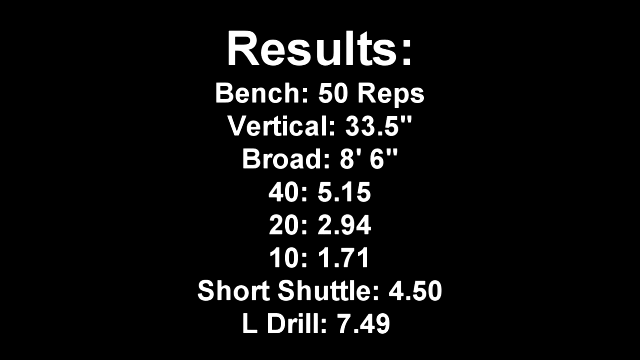 Results:
Bench: 50 Reps
Vertical: 33.5"
Broad: 8' 6"
40: 5.15
20: 2.94
10: 1.71
Short Shuttle: 4.50
L Drill: 7.49